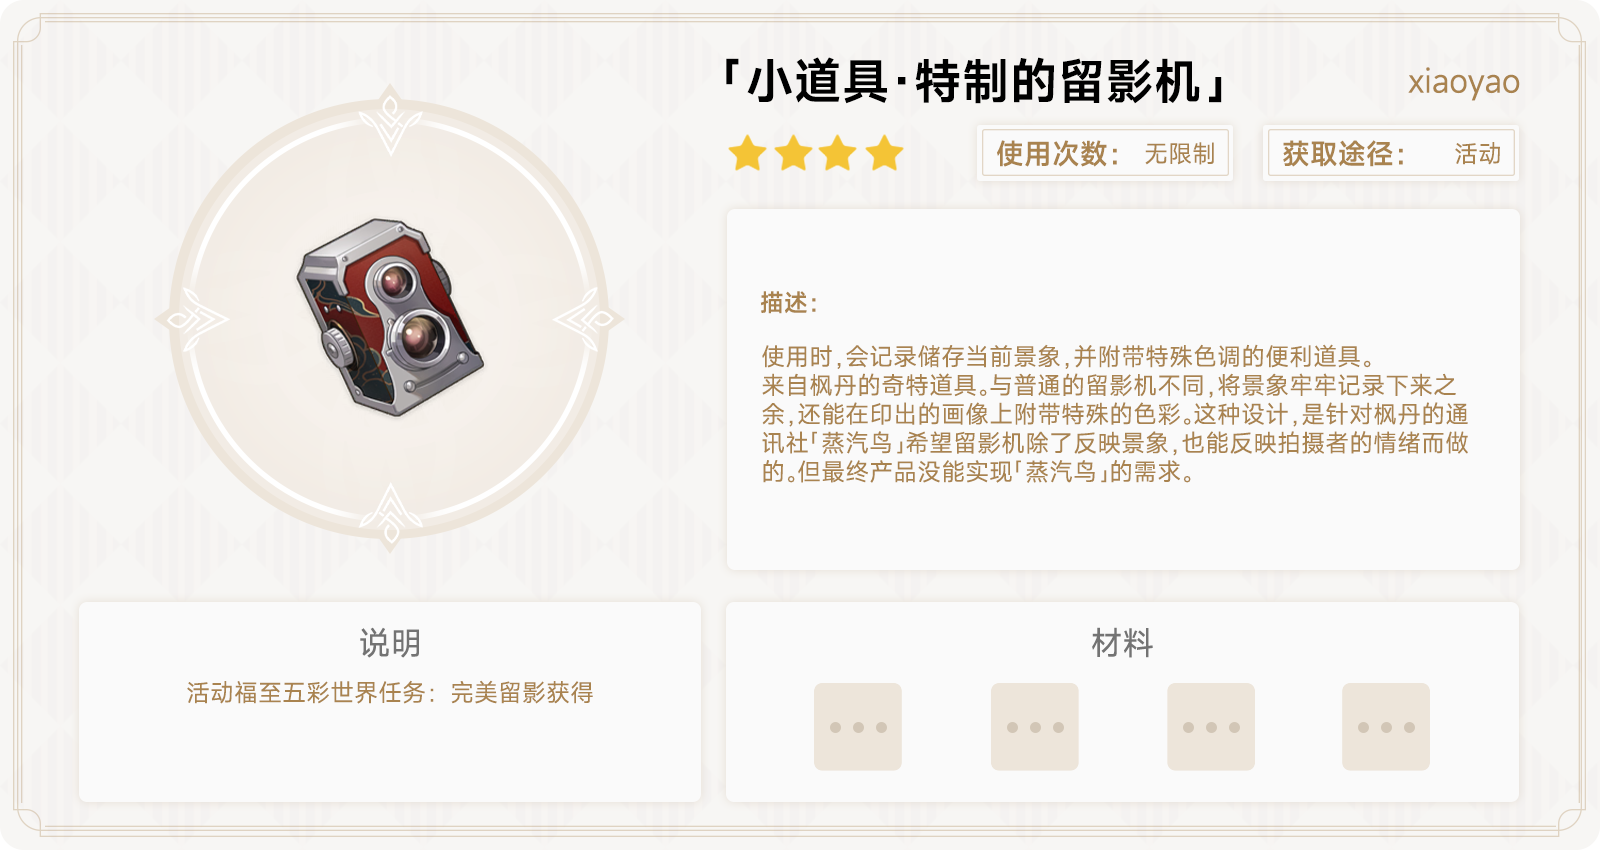 「小道具·特制的留影机」
xiaoyao
使用次数： 无限制
获取途径： 活动
描述：
使用时,会记录储存当前景象,并附带特殊色调的便利道具。
来自枫丹的奇特道具。与普通的留影机不同,将景象牢牢记录下来之
余,还能在印出的画像上附带特殊的色彩。这种设计,是针对枫丹的通
讯社「蒸汽鸟」希望留影机除了反映景象,也能反映拍摄者的情绪而做
的。但最终产品没能实现「蒸汽鸟」的需求。
说明
活动福至五彩世界任务：完美留影获得
材料